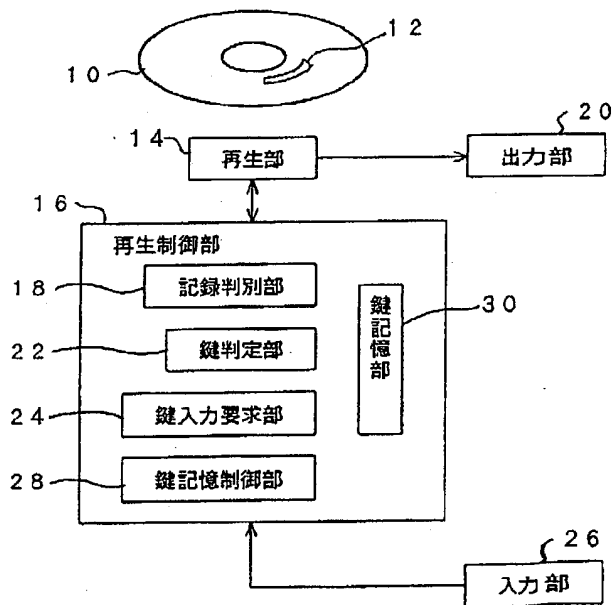 １２
１０
２０
１４
再生部
出力部
１６
再生制御部
１８
記録判別部
３０
鍵記憶部
２２
鍵判定部
２４
鍵入力要求部
２８
鍵記憶制御部
２６
入力部